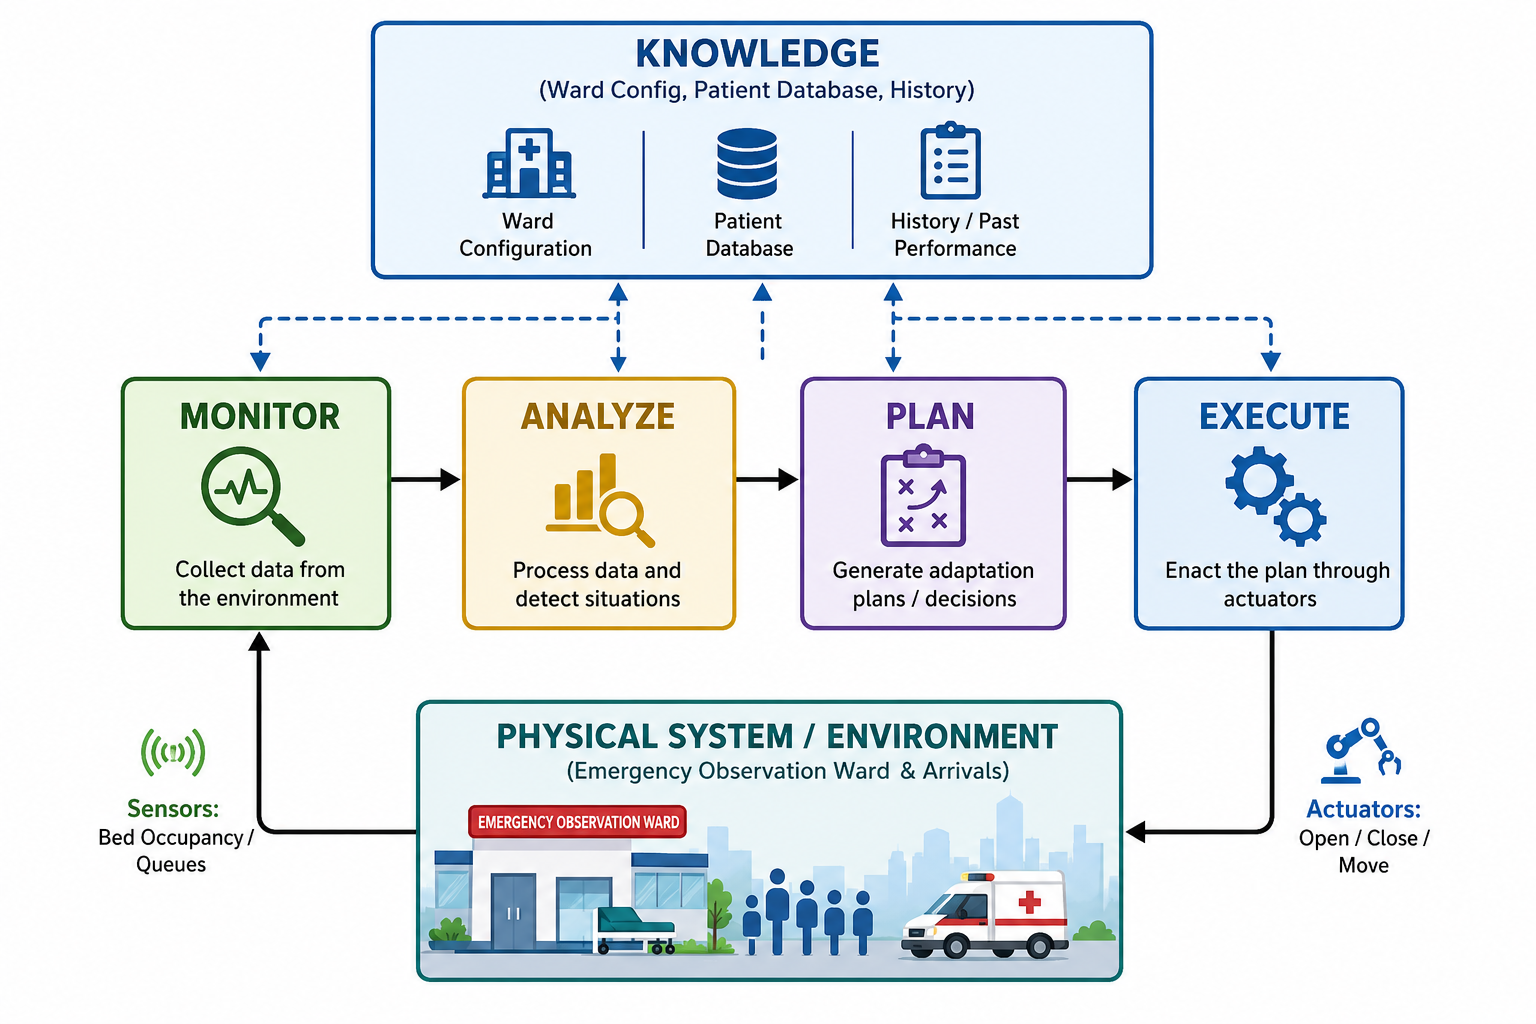 KNOWLEDGE
(Ward Config, Patient Database, History)
Ward
Configuration
Patient
Database
History / Past
Performance
MONITOR
Collect data from
the environment
ANALYZE
Process data and
detect situations
PLAN
Generate adaptation
plans / decisions
EXECUTE
Enact the plan through
actuators
Sensors:
Bed Occupancy /
Queues
PHYSICAL SYSTEM / ENVIRONMENT
(Emergency Observation Ward & Arrivals)
EMERGENCY OBSERVATION WARD
Actuators:
Open / Close /
Move